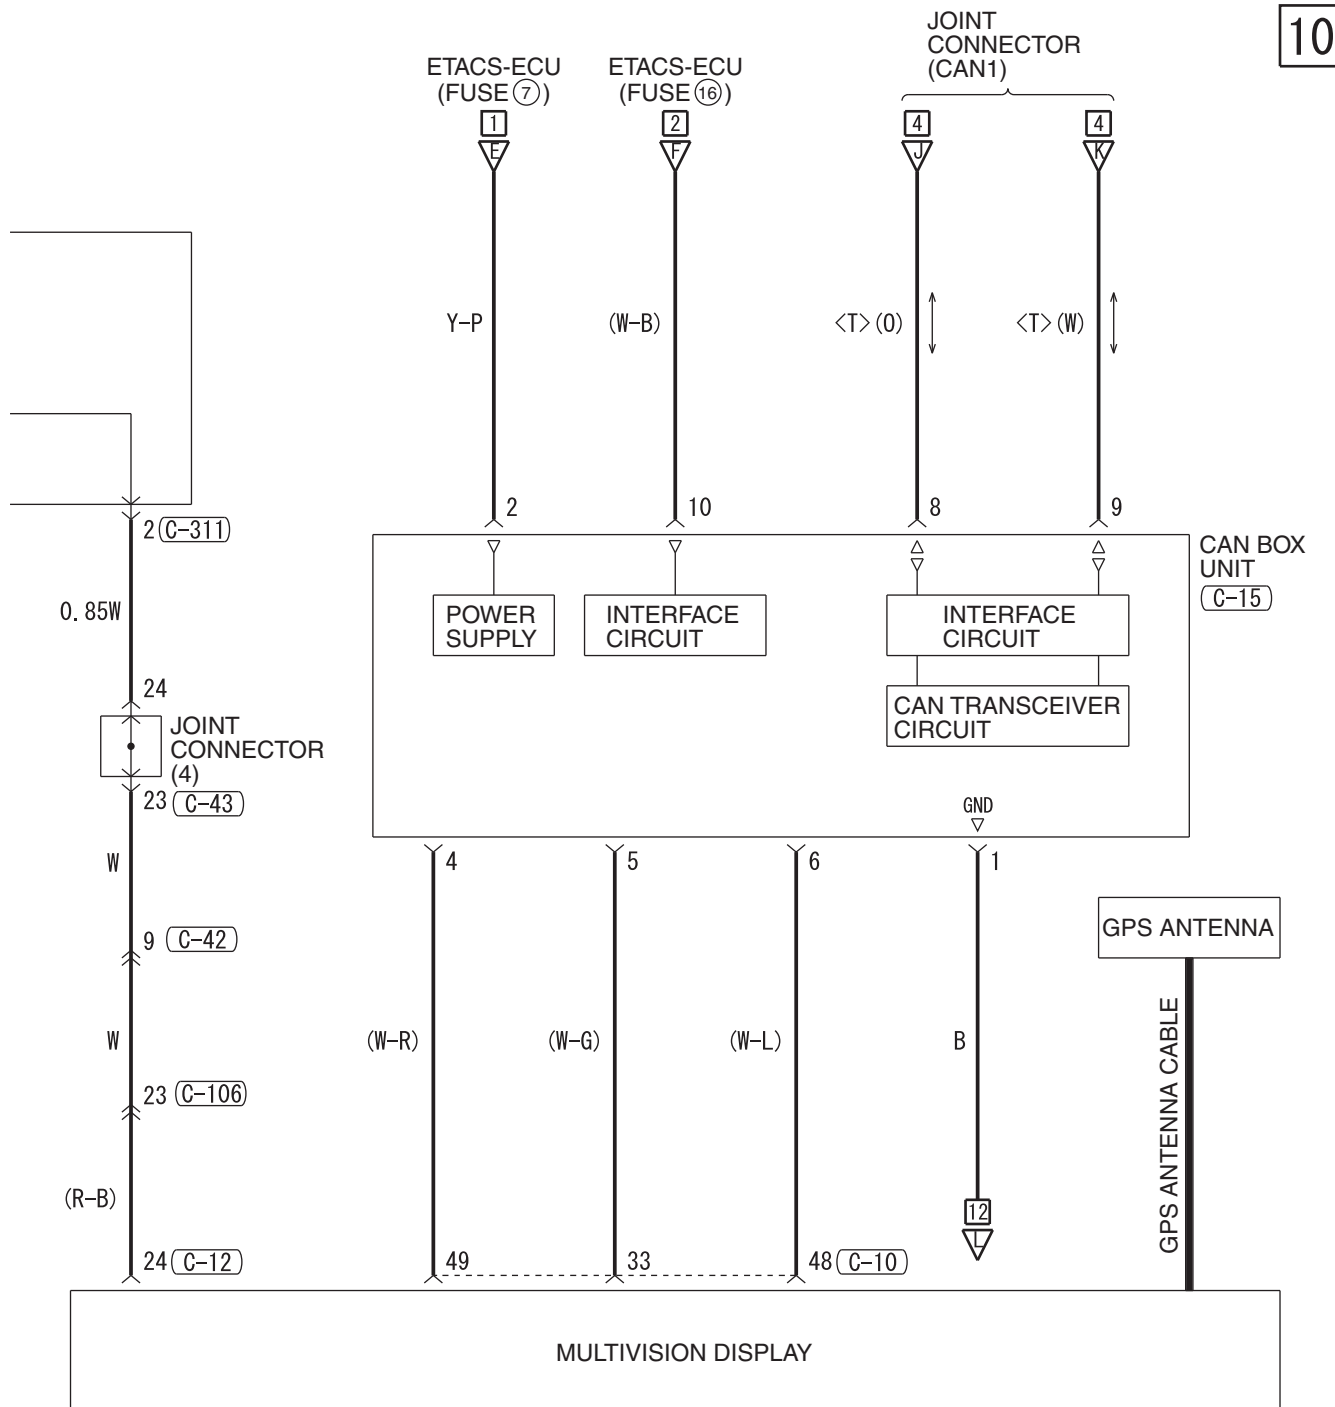 10
JOINT
CONNECTOR
(CAN1)
ETACS-ECU
(FUSE 7)
ETACS-ECU
(FUSE 16)
1
2
4
4
E
F
J
K
Y-P
(W-B)
<T>(O)
<T>(W)
2
10
8
9
2 C-311
CAN BOX
UNIT
C-15
0.85W
POWER
SUPPLY
INTERFACE
CIRCUIT
INTERFACE
CIRCUIT
24
CAN TRANSCEIVER
CIRCUIT
JOINT
CONNECTOR
(4)
23 C-43
GND
W
4
5
6
1
9 C-42
GPS ANTENNA
W
(W-R)
(W-G)
(W-L)
B
GPS ANTENNA CABLE
23 C-106
(R-B)
12
L
24 C-12
49
33
48 C-10
MULTIVISION DISPLAY